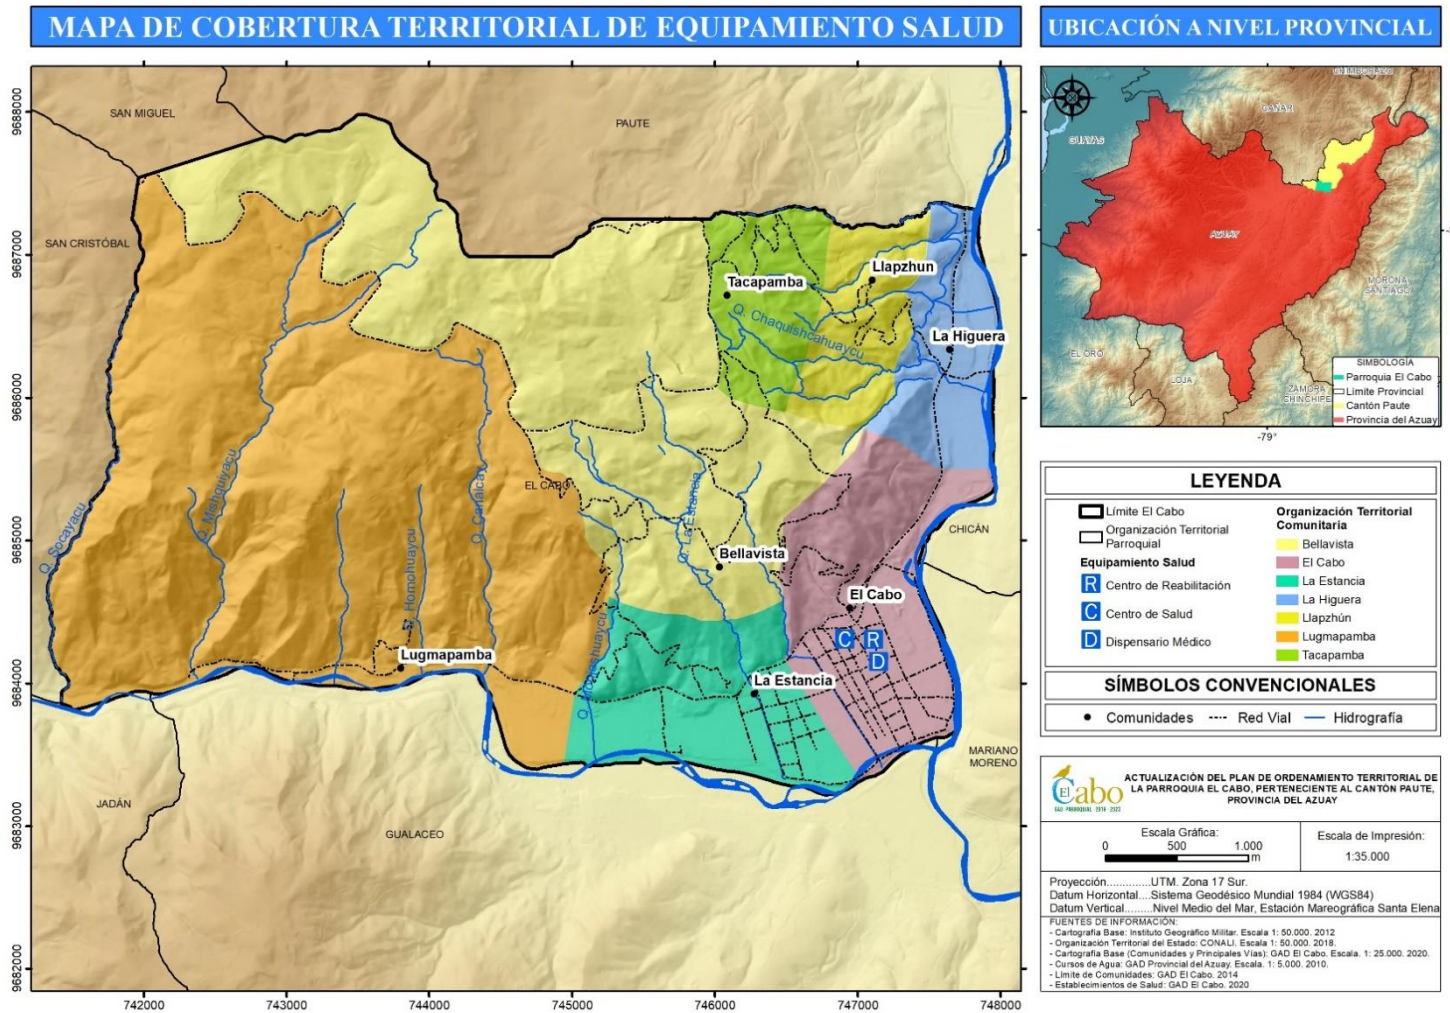 MAPA DE COBERTURA TERRITORIAL DE EQUIPAMIENTO SALUD
9688000
9687000
9686000
9685000
9684000
9683000
9682000
742000
743000
744000
745000
746000
747000
748000
SAN MIGUEL
PAUTE
SAN CRISTÓBAL
Tacapamba
Llapzhun
Q. Chaquishcahuaycu
La Higuera
EL CABO
CHICÁN
Q. Socayacu
Q. Mishquiyacu
Q. Homohuaycu
Q. Canaicay
Q. La Estancia
Bellavista
El Cabo
C
R
D
Lugmapamba
La Estancia
MARIANO
MORENO
JADÁN
GUALACEO
UBICACIÓN A NIVEL PROVINCIAL
CHIMBORAZO
CAÑAR
GUAYAS
AZUAY
MORONA
SANTIAGO
EL ORO
LOJA
ZAMORA
CHINCHIPE
-79°
SIMBOLOGÍA
Parroquia El Cabo
Límite Provincial
Cantón Paute
Provincia del Azuay
LEYENDA
Límite El Cabo
Organización Territorial
Parroquial
Equipamiento Salud
R Centro de Reabilitación
C Centro de Salud
D Dispensario Médico
Organización Territorial
Comunitaria
Bellavista
El Cabo
La Estancia
La Higuera
Llapzhún
Lugmapamba
Tacapamba
SÍMBOLOS CONVENCIONALES
Comunidades
Red Vial
Hidrografía
El Cabo
GAD PARROQUIAL
ACTUALIZACIÓN DEL PLAN DE ORDENAMIENTO TERRITORIAL DE
LA PARROQUIA EL CABO, PERTENECIENTE AL CANTÓN PAUTE,
PROVINCIA DEL AZUAY
Escala Gráfica:
0 500 1.000
m
Escala de Impresión:
1:35.000
Proyección..............UTM. Zona 17 Sur.
Datum Horizontal....Sistema Geodésico Mundial 1984 (WGS84)
Datum Vertical.........Nivel Medio del Mar, Estación Mareográfica Santa Elena
FUENTES DE INFORMACIÓN:
- Cartografía Base: Instituto Geográfico Militar. Escala 1: 50.000. 2012
- Organización Territorial del Estado: CONALI. Escala 1: 50.000. 2018.
- Cartografía Base (Comunidades y Principales Vías): GAD El Cabo. Escala. 1: 25.000. 2020.
- Cursos de Agua: GAD Provincial del Azuay. Escala. 1: 5.000. 2010.
- Límite de Comunidades: GAD El Cabo. 2014
- Establecimientos de Salud: GAD El Cabo. 2020